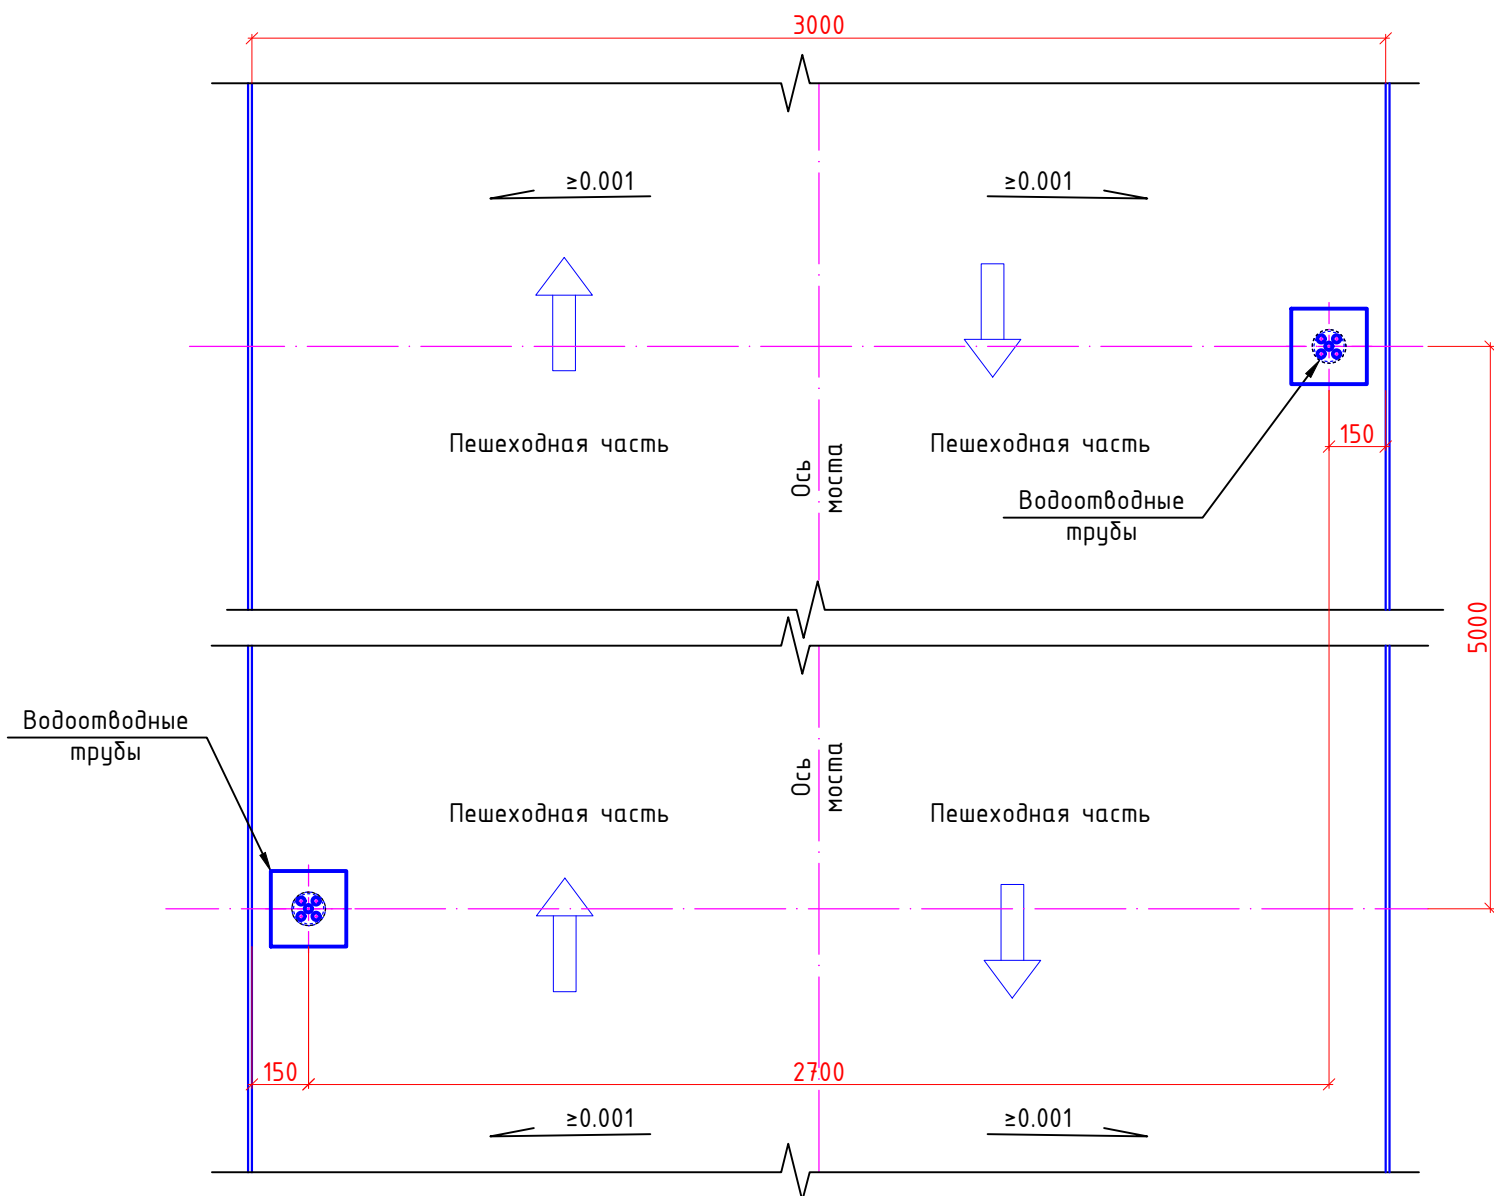 3000
≥0.001
≥0.001
Пешеходная часть
Пешеходная часть
150
Ось
моста
Водоотводные
трубы
5000
Водоотводные
трубы
Ось
моста
Пешеходная часть
Пешеходная часть
150
2700
≥0.001
≥0.001